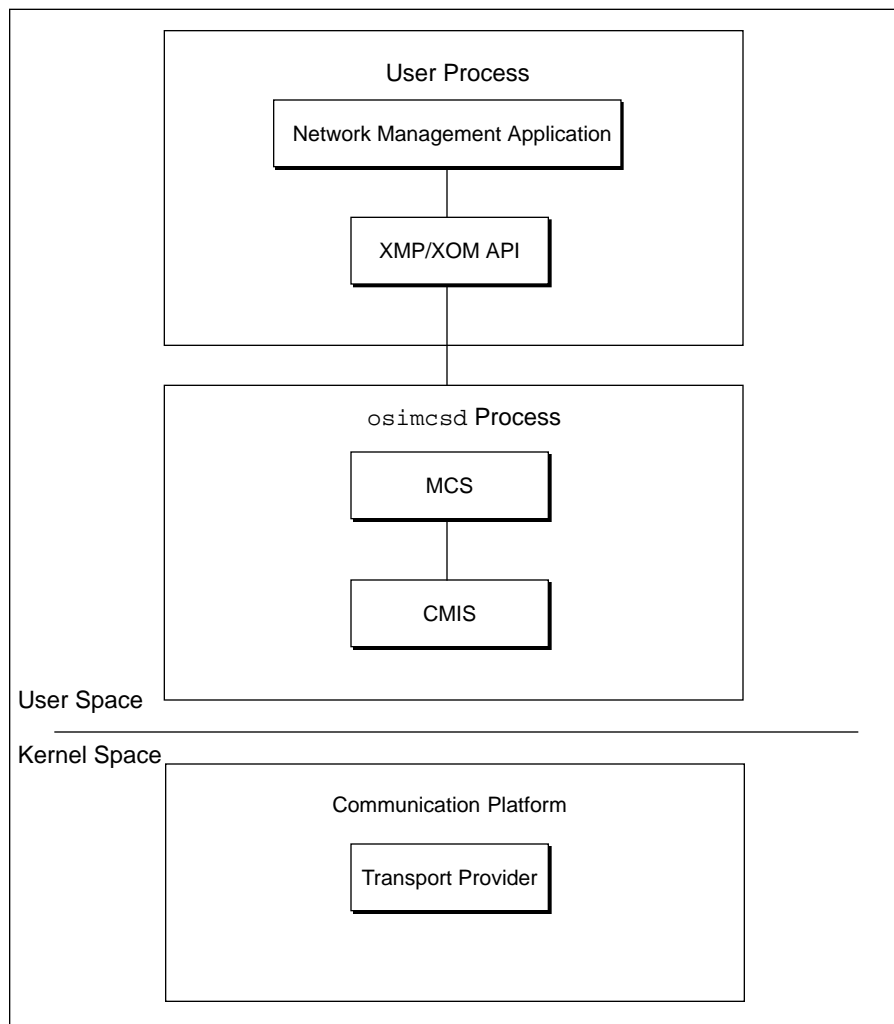 User Process
Network Management Application
XMP/XOM API
osimcsd Process
MCS
CMIS
User Space
Kernel Space
Communication Platform
Transport Provider